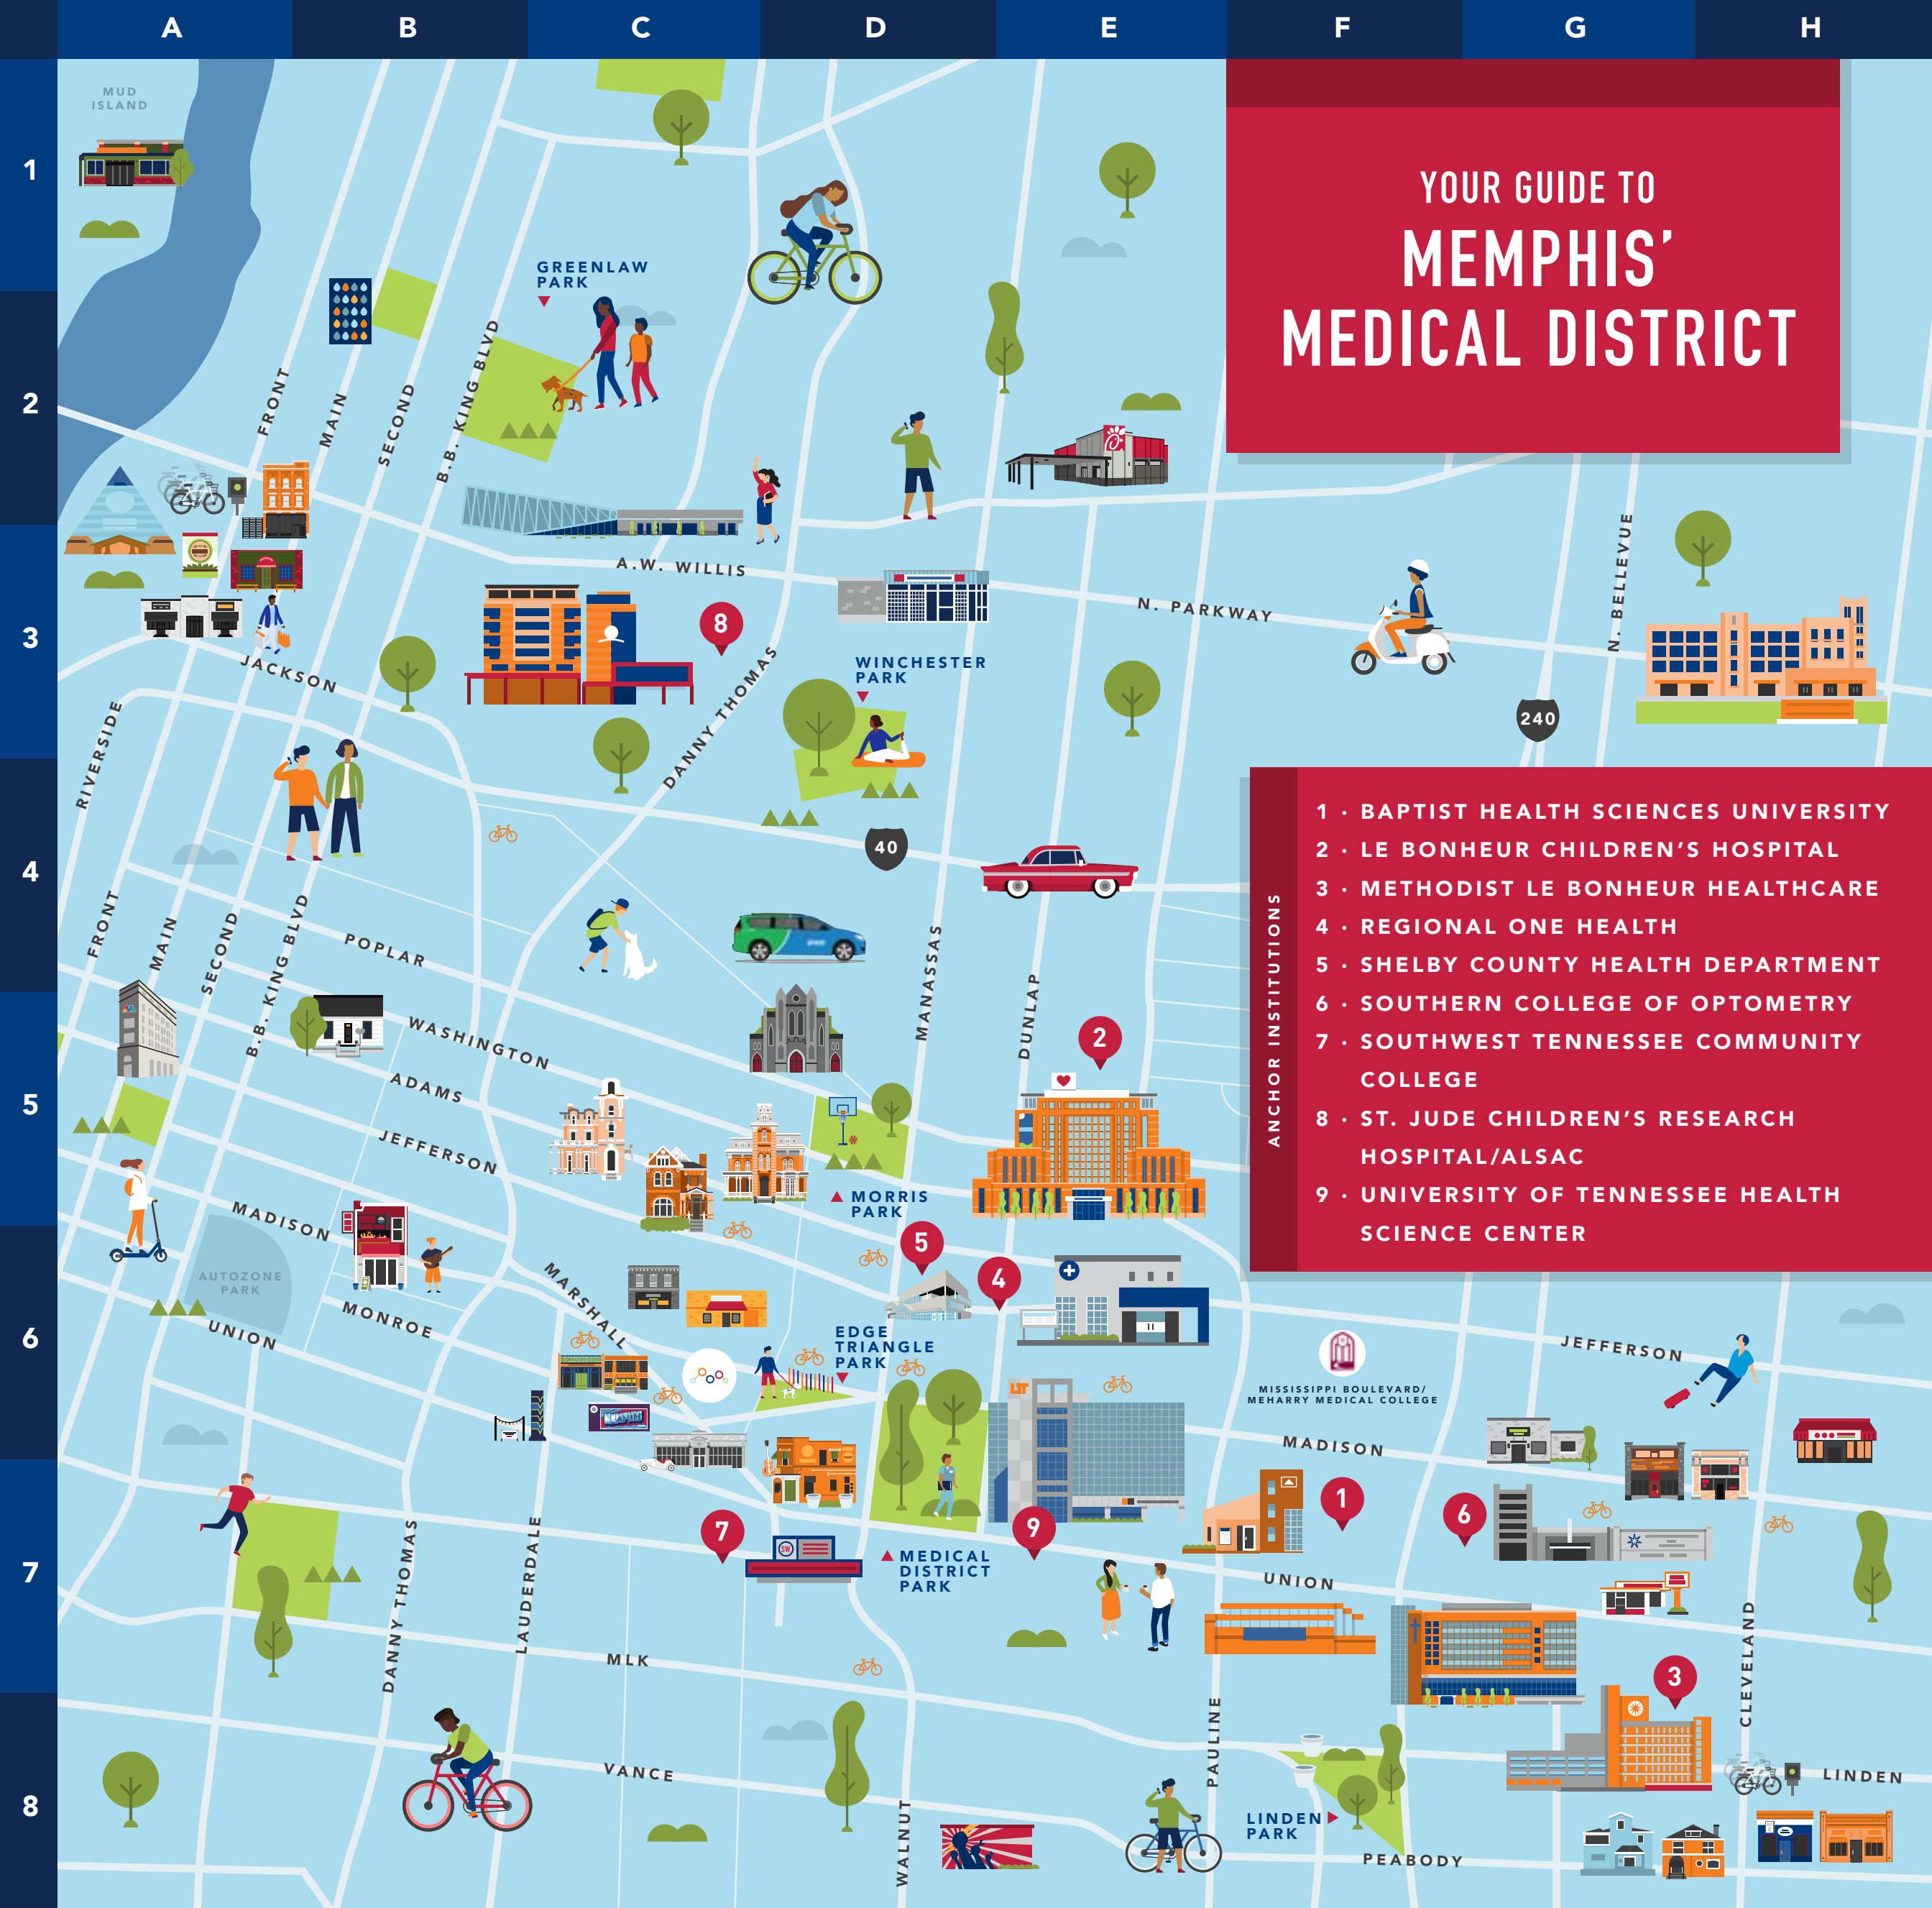 A
B
C
D
E
F
G
H
1
2
3
4
5
6
7
8
YOUR GUIDE TO
MEMPHIS'
MEDICAL DISTRICT
MUD
ISLAND
GREENLAW
PARK
FRONT
MAIN
SECOND
B.B. KING BLVD
A.W. WILLIS
N. PARKWAY
N. BELLEVUE
8
WINCHESTER
PARK
JACKSON
DANNY THOMAS
RIVERSIDE
240
40
ANCHOR INSTITUTIONS
1 · BAPTIST HEALTH SCIENCES UNIVERSITY
2 · LE BONHEUR CHILDREN'S HOSPITAL
3 · METHODIST LE BONHEUR HEALTHCARE
4 · REGIONAL ONE HEALTH
5 · SHELBY COUNTY HEALTH DEPARTMENT
6 · SOUTHERN COLLEGE OF OPTOMETRY
7 · SOUTHWEST TENNESSEE COMMUNITY
COLLEGE
8 · ST. JUDE CHILDREN'S RESEARCH
HOSPITAL/ALSAC
9 · UNIVERSITY OF TENNESSEE HEALTH
SCIENCE CENTER
FRONT
MAIN
SECOND
B.B. KING BLVD
POPLAR
MANASSAS
DUNLAP
WASHINGTON
2
ADAMS
JEFFERSON
MORRIS
PARK
MADISON
5
4
AUTOZONE
PARK
MARSHALL
MONROE
UNION
EDGE
TRIANGLE
PARK
JEFFERSON
MISSISSIPPI BOULEVARD/
MEHARRY MEDICAL COLLEGE
UT
MADISON
1
6
7
9
SW
MEDICAL
DISTRICT
PARK
UNION
DANNY THOMAS
LAUDERDALE
MLK
3
CLEVELAND
PAULINE
VANCE
LINDEN
WALNUT
LINDEN
PARK
PEABODY